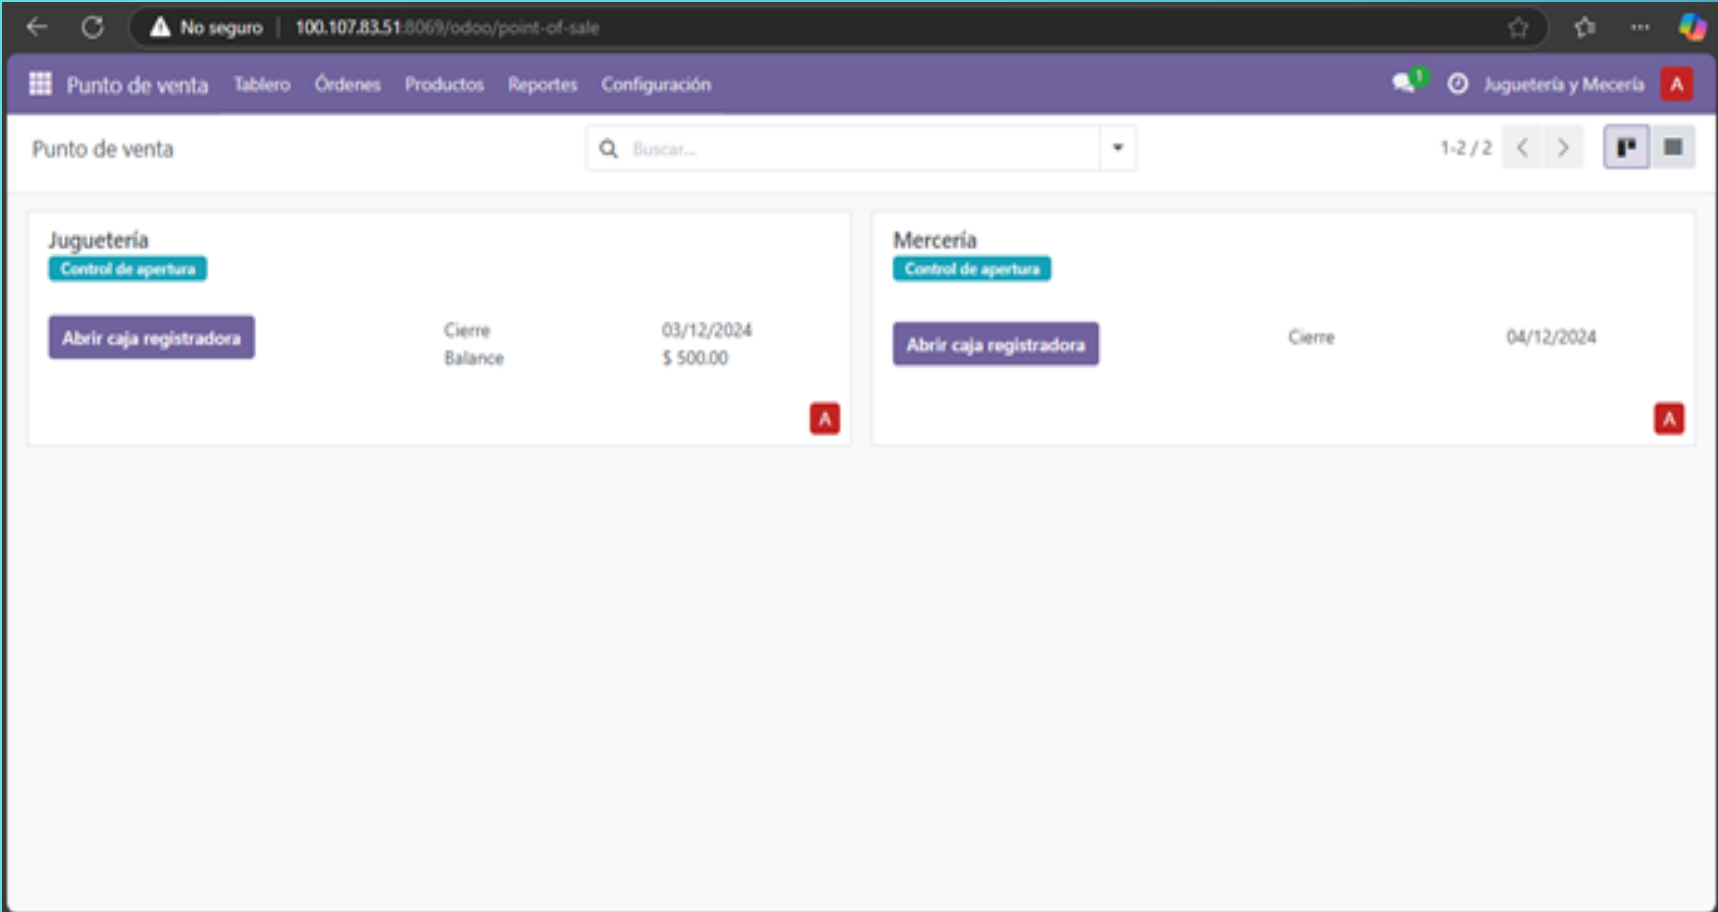 No seguro | 100.107.83.51:8069/odoo/point-of-sale
Punto de venta Tablero Órdenes Productos Reportes Configuración 1 Juguetería y Mecería A
Punto de venta Buscar... 1-2 / 2
Juguetería
Control de apertura
Abrir caja registradora
Cierre 03/12/2024
Balance $ 500.00
A
Mercería
Control de apertura
Abrir caja registradora
Cierre 04/12/2024
A